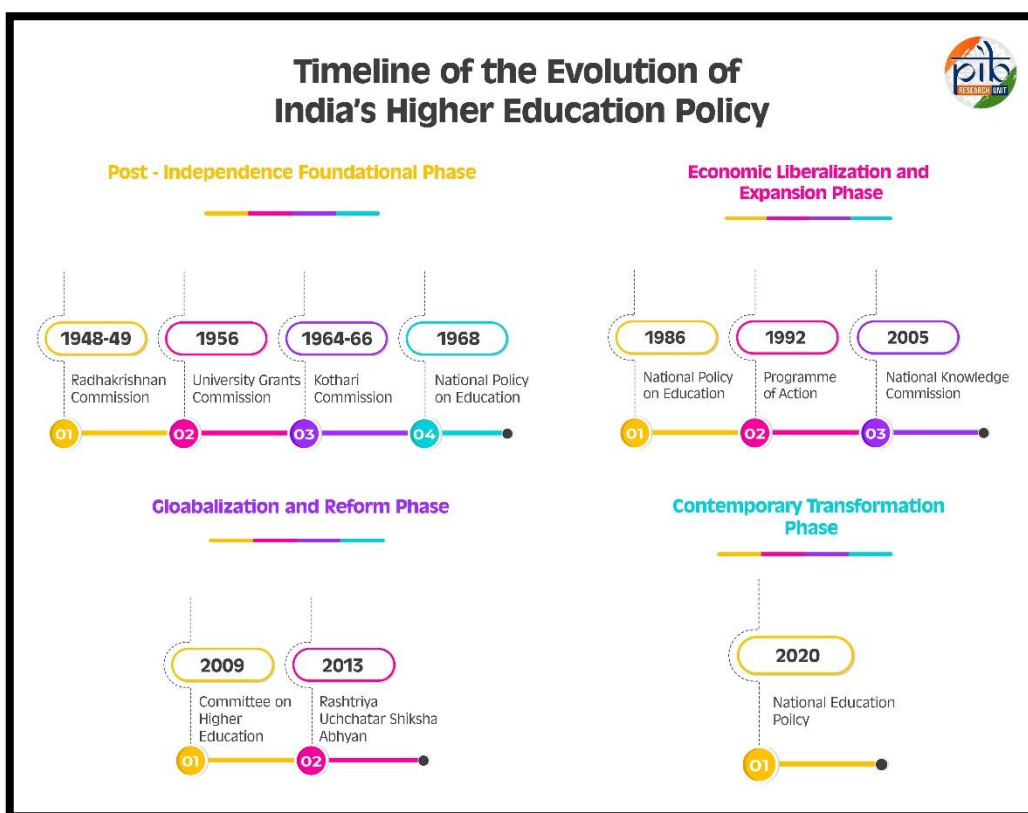 Timeline of the Evolution of
India's Higher Education Policy
pib
RESEARCH UNIT
Post - Independence Foundational Phase
1948-49
Radhakrishnan
Commission
01
1956
University Grants
Commission
02
1964-66
Kothari
Commission
03
1968
National Policy
on Education
04
Economic Liberalization and
Expansion Phase
1986
National Policy
on Education
01
1992
Programme
of Action
02
2005
National Knowledge
Commission
03
Gloabalization and Reform Phase
2009
Committee on
Higher
Education
01
2013
Rashtriya
Uchchatar Shiksha
Abhyan
02
Contemporary Transformation
Phase
2020
National Education
Policy
01